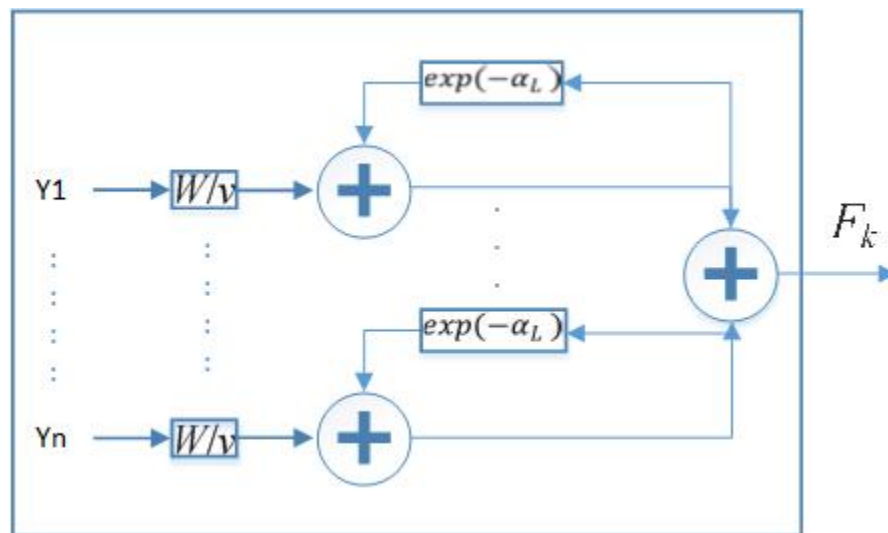 exp(-α_L)
Y1 W/v
F_k
exp(-α_L)
Yn W/v